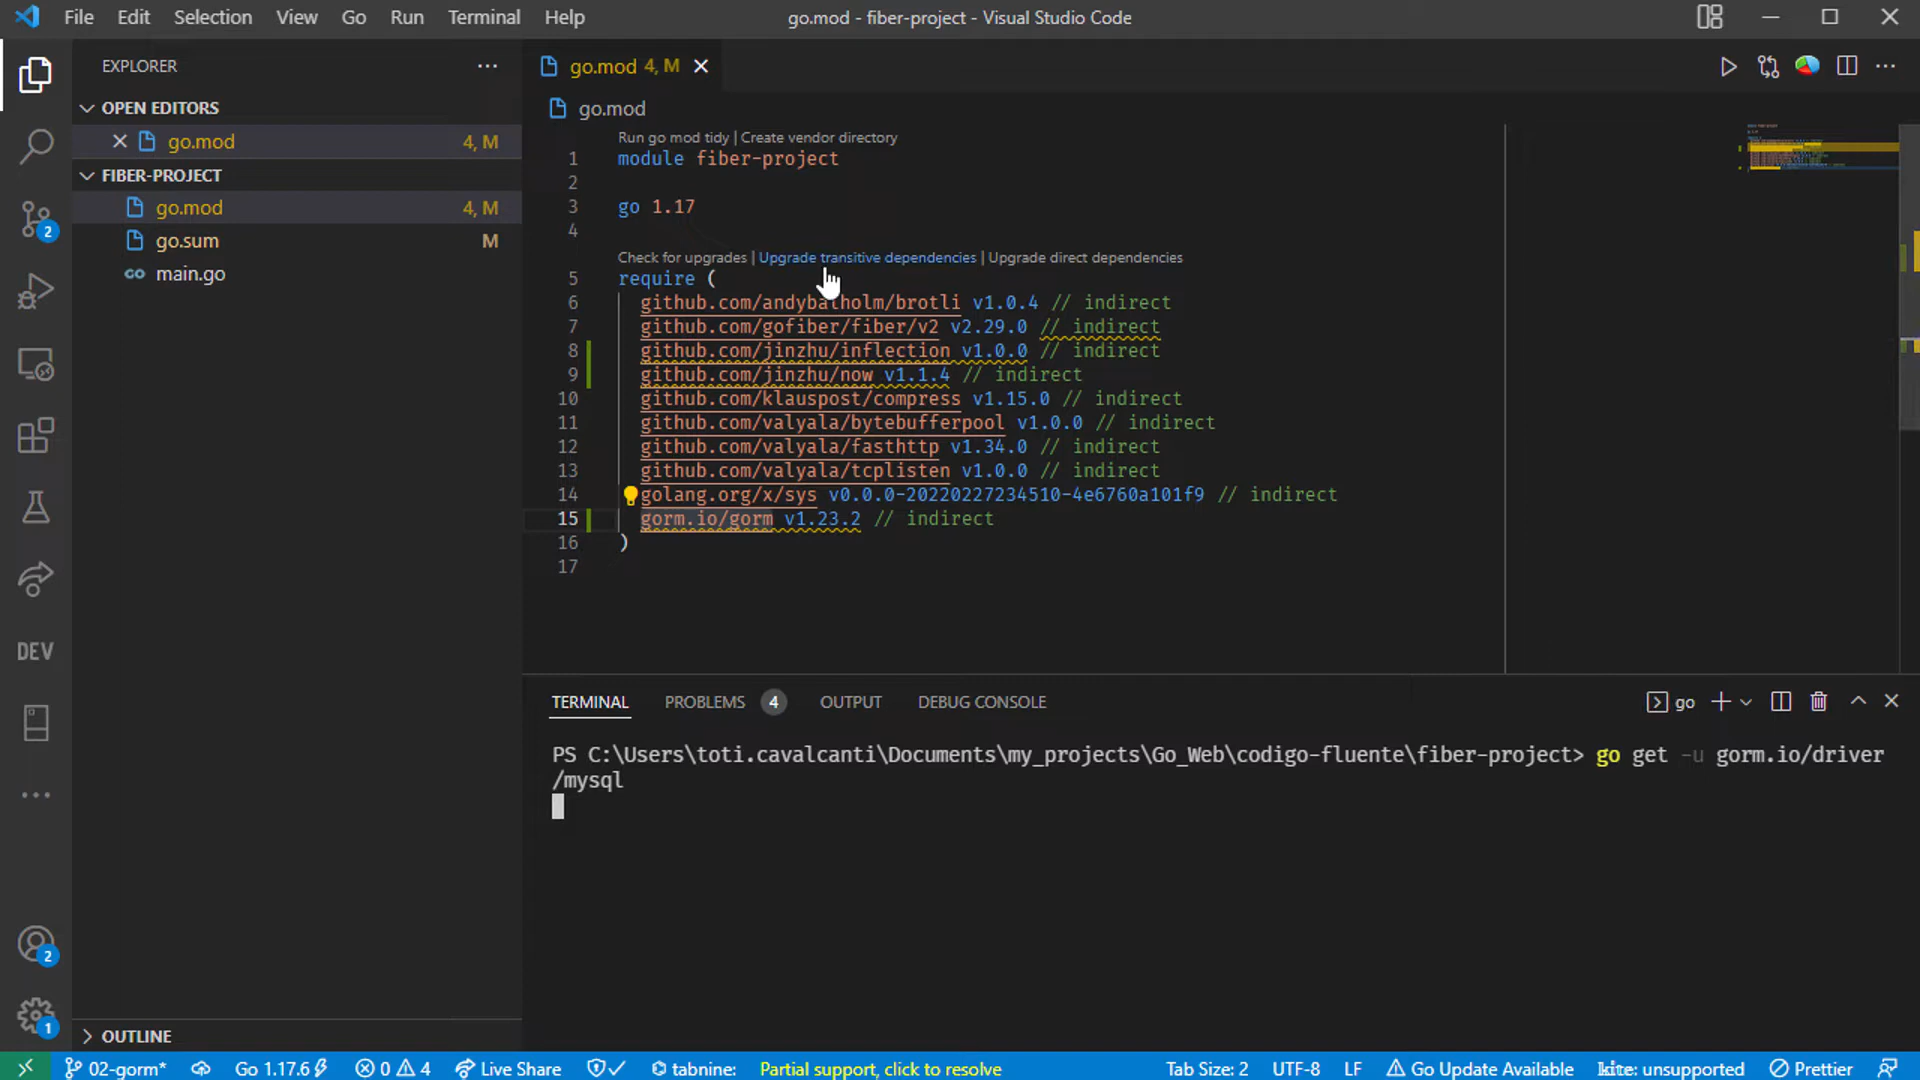 File Edit Selection View Go Run Terminal Help
go.mod - fiber-project - Visual Studio Code
EXPLORER
OPEN EDITORS
go.mod 4, M
FIBER-PROJECT
go.mod 4, M
go.sum M
main.go
OUTLINE
go.mod 4, M
go.mod
Run go mod tidy | Create vendor directory
1 module fiber-project
2
3 go 1.17
4
Check for upgrades | Upgrade transitive dependencies | Upgrade direct dependencies
5 require (
6 github.com/andybalholm/brotli v1.0.4 // indirect
7 github.com/gofiber/fiber/v2 v2.29.0 // indirect
8 github.com/jinzhu/inflection v1.0.0 // indirect
9 github.com/jinzhu/now v1.1.4 // indirect
10 github.com/klauspost/compress v1.15.0 // indirect
11 github.com/valyala/bytebufferpool v1.0.0 // indirect
12 github.com/valyala/fasthttp v1.34.0 // indirect
13 github.com/valyala/tcplisten v1.0.0 // indirect
14 golang.org/x/sys v0.0.0-20220227234510-4e6760a101f9 // indirect
15 gorm.io/gorm v1.23.2 // indirect
16 )
17
TERMINAL PROBLEMS 4 OUTPUT DEBUG CONSOLE
go
PS C:\Users\toti.cavalcanti\Documents\my_projects\Go_Web\codigo-fluente\fiber-project> go get -u gorm.io/driver
/mysql
2
DEV
2
1
02-gorm* Go 1.17.6 0 4 Live Share tabnine: Partial support, click to resolve Tab Size: 2 UTF-8 LF Go Update Available kite: unsupported Prettier